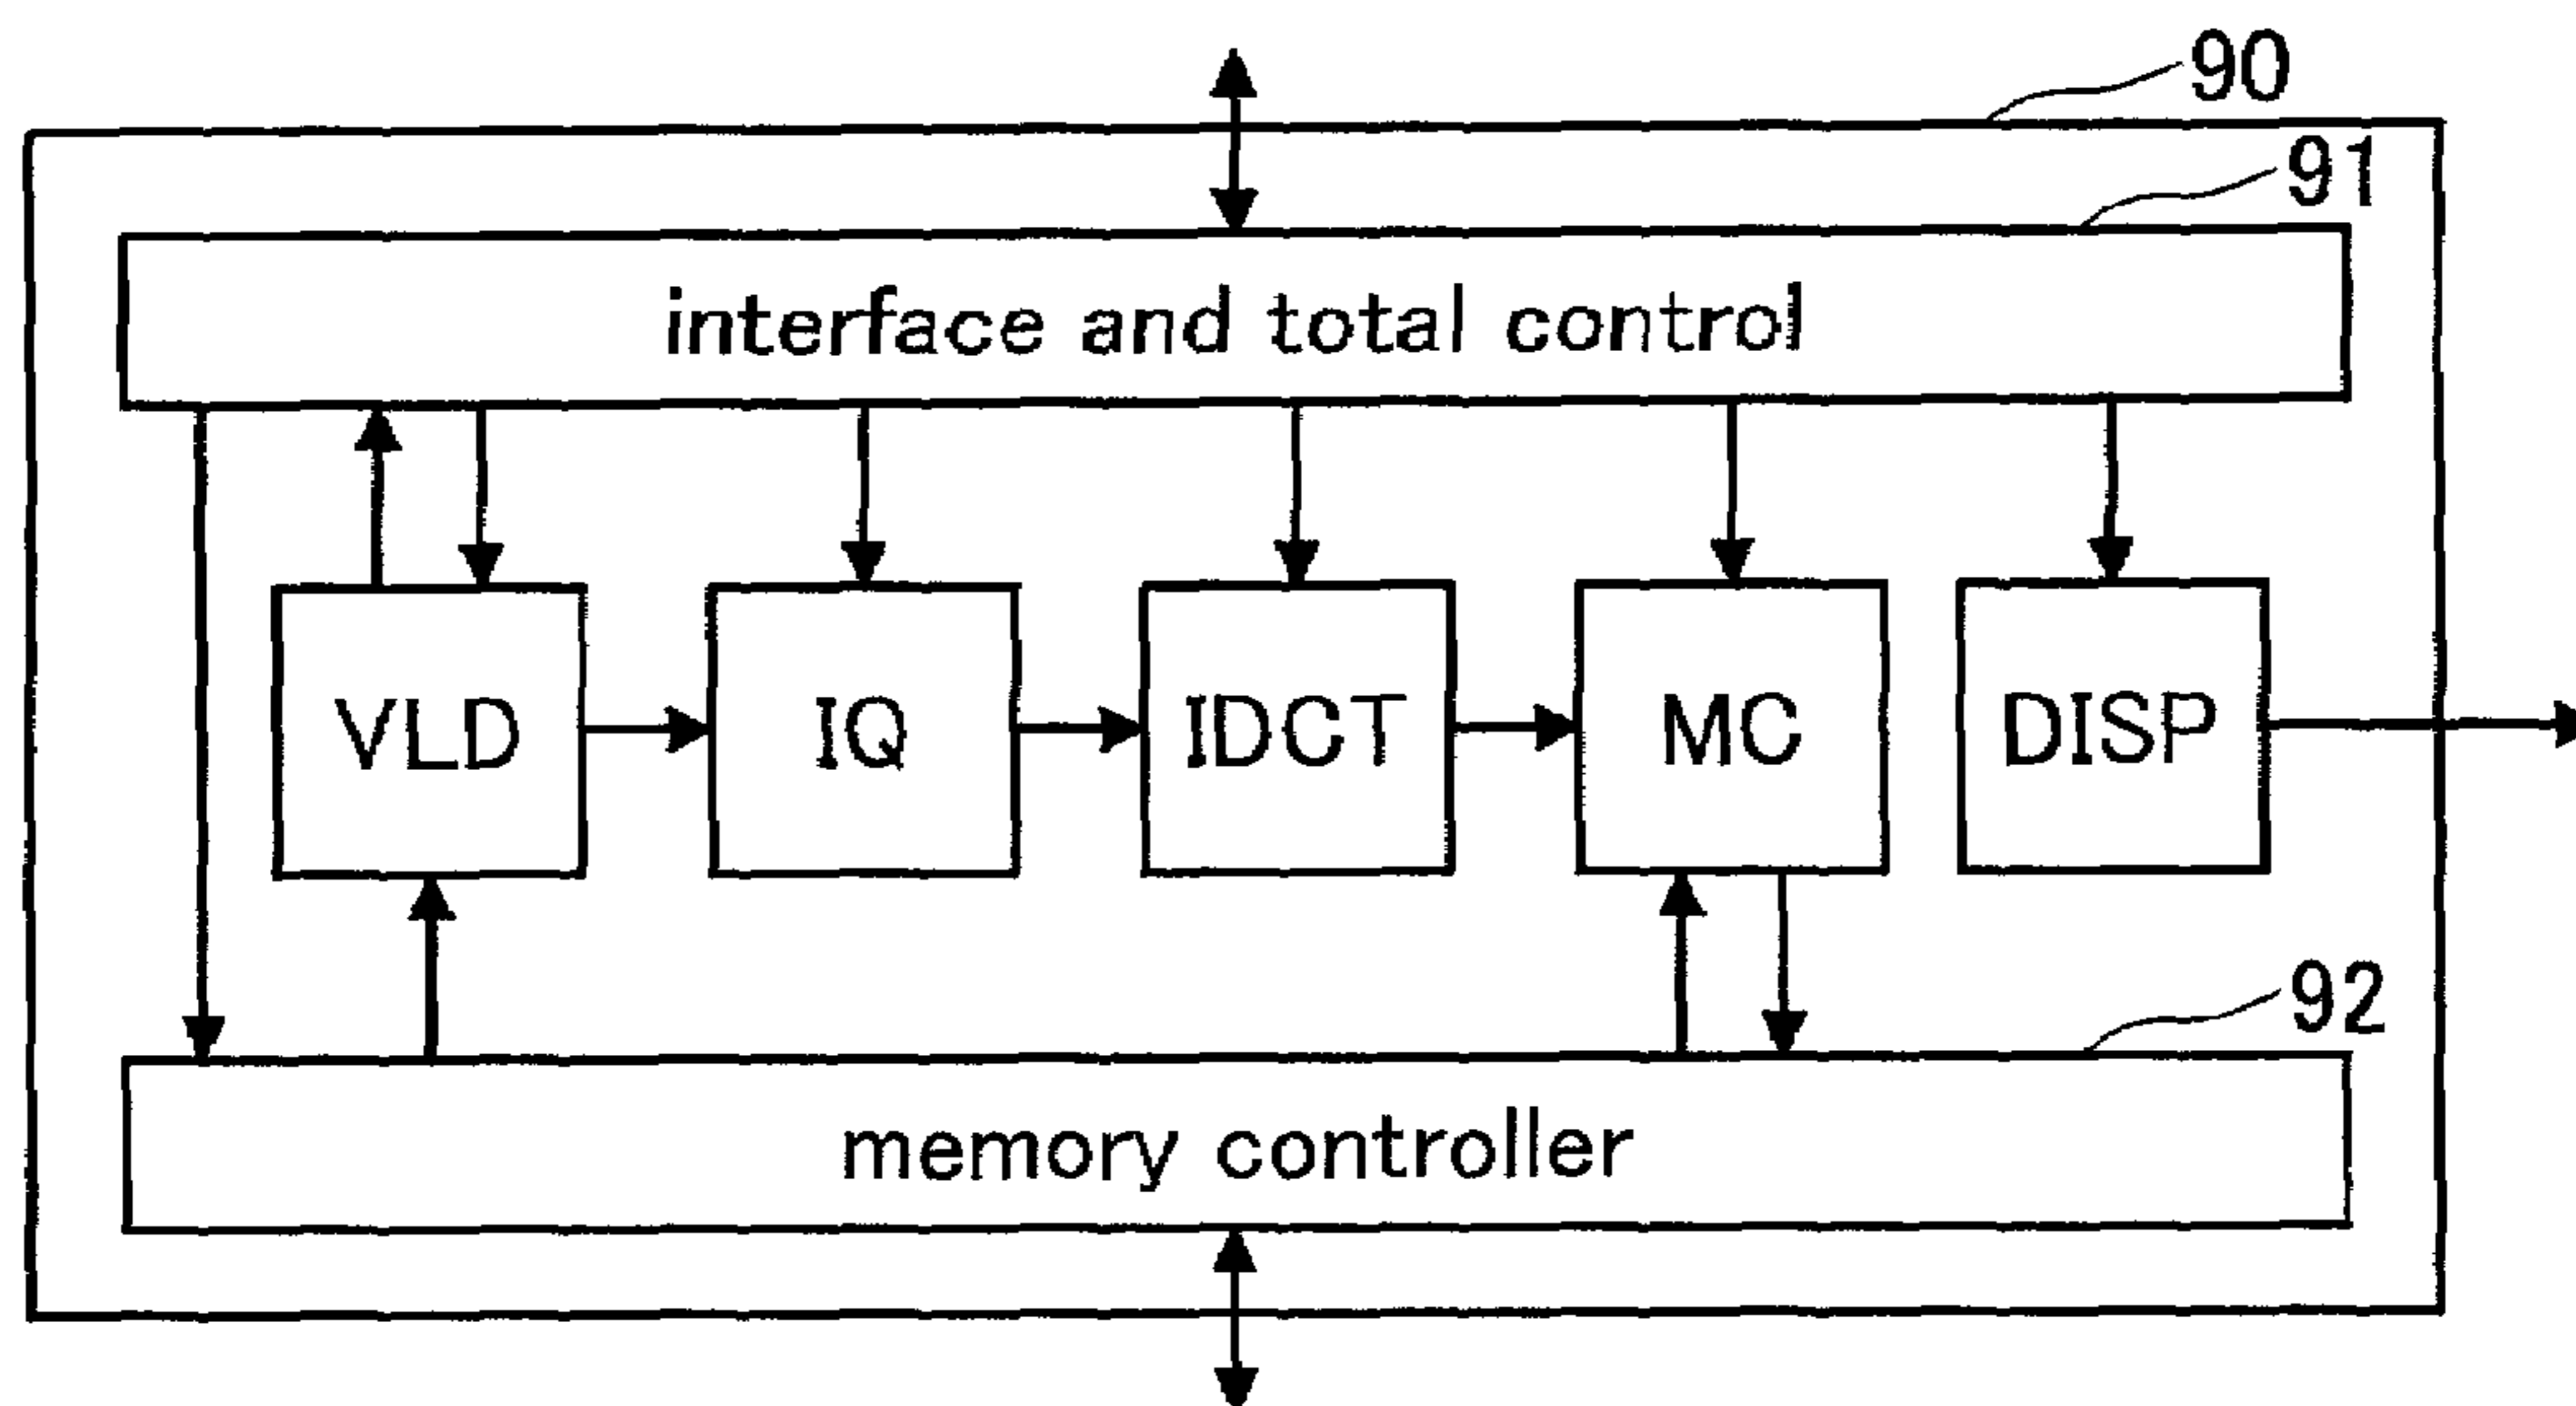 90
91
interface and total control
VLD
IQ
IDCT
MC
DISP
92
memory controller